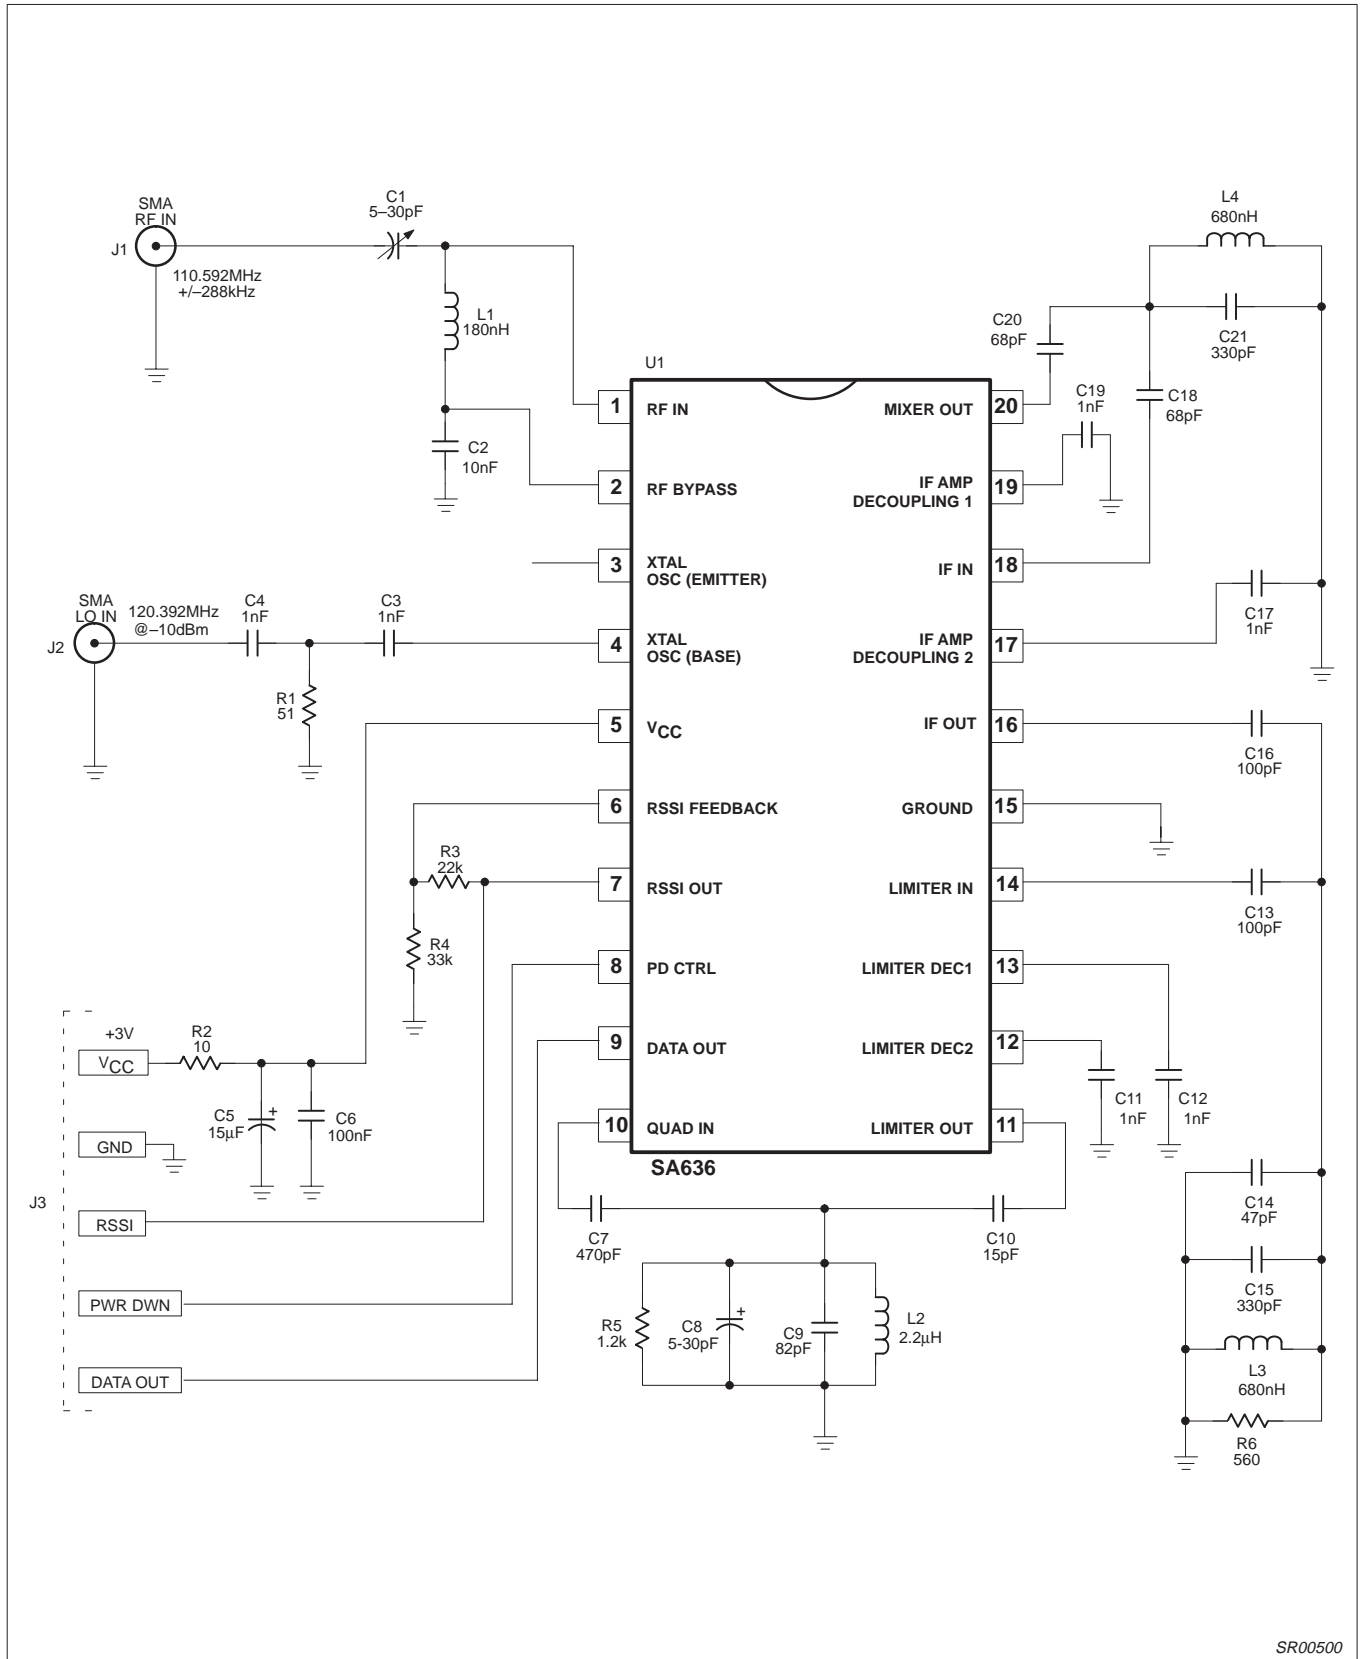 SMA
RF IN
J1
110.592MHz
+/–288kHz
C1
5–30pF
L1
180nH
C2
10nF
L4
680nH
C20
68pF
C21
330pF
C19
1nF
C18
68pF
U1
1 RF IN
MIXER OUT 20
2 RF BYPASS
IF AMP
DECOUPLING 1 19
3 XTAL
OSC (EMITTER)
IF IN 18
SMA
LO IN
J2
120.392MHz
@–10dBm
C4
1nF
C3
1nF
R1
51
4 XTAL
OSC (BASE)
IF AMP
DECOUPLING 2 17
C17
1nF
5 VCC
IF OUT 16
C16
100pF
6 RSSI FEEDBACK
GROUND 15
R3
22k
R4
33k
7 RSSI OUT
LIMITER IN 14
C13
100pF
8 PD CTRL
LIMITER DEC1 13
9 DATA OUT
LIMITER DEC2 12
C11
1nF
C12
1nF
10 QUAD IN
LIMITER OUT 11
SA636
J3
+3V
VCC
R2
10
C5
15µF
+
C6
100nF
GND
RSSI
PWR DWN
DATA OUT
C7
470pF
C10
15pF
R5
1.2k
C8
5-30pF
+
C9
82pF
L2
2.2µH
C14
47pF
C15
330pF
L3
680nH
R6
560
SR00500